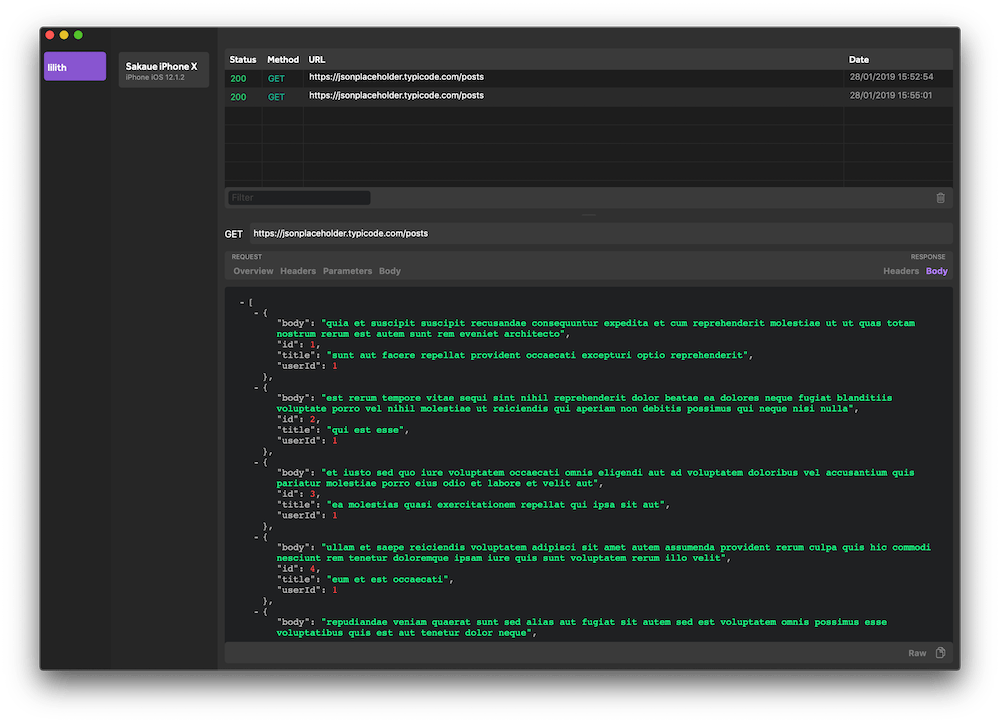 lilith
Sakaue iPhone X
iPhone iOS 12.1.2
Status Method URL Date
200 GET https://jsonplaceholder.typicode.com/posts 28/01/2019 15:52:54
200 GET https://jsonplaceholder.typicode.com/posts 28/01/2019 15:55:01
Filter
GET https://jsonplaceholder.typicode.com/posts
REQUEST RESPONSE
Overview Headers Parameters Body Headers Body
- [
- {
"body": "quia et suscipit suscipit recusandae consequuntur expedita et cum reprehenderit molestiae ut ut quas totam
nostrum rerum est autem sunt rem eveniet architecto",
"id": 1,
"title": "sunt aut facere repellat provident occaecati excepturi optio reprehenderit",
"userId": 1
},
- {
"body": "est rerum tempore vitae sequi sint nihil reprehenderit dolor beatae ea dolores neque fugiat blanditiis
voluptate porro vel nihil molestiae ut reiciendis qui aperiam non debitis possimus qui neque nisi nulla",
"id": 2,
"title": "qui est esse",
"userId": 1
},
- {
"body": "et iusto sed quo iure voluptatem occaecati omnis eligendi aut ad voluptatem doloribus vel accusantium quis
pariatur molestiae porro eius odio et labore et velit aut",
"id": 3,
"title": "ea molestias quasi exercitationem repellat qui ipsa sit aut",
"userId": 1
},
- {
"body": "ullam et saepe reiciendis voluptatem adipisci sit amet autem assumenda provident rerum culpa quis hic commodi
nesciunt rem tenetur doloremque ipsam iure quis sunt voluptatem rerum illo velit",
"id": 4,
"title": "eum et est occaecati",
"userId": 1
},
- {
"body": "repudiandae veniam quaerat sunt sed alias aut fugiat sit autem sed est voluptatem omnis possimus esse
voluptatibus quis est aut tenetur dolor neque",
Raw